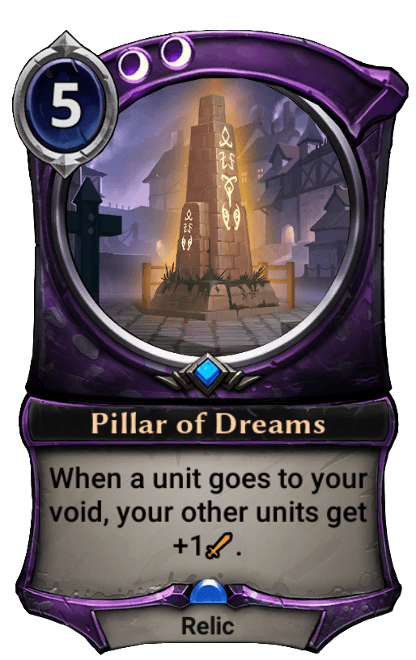 5
Pillar of Dreams
When a unit goes to your
void, your other units get
+1 .
Relic